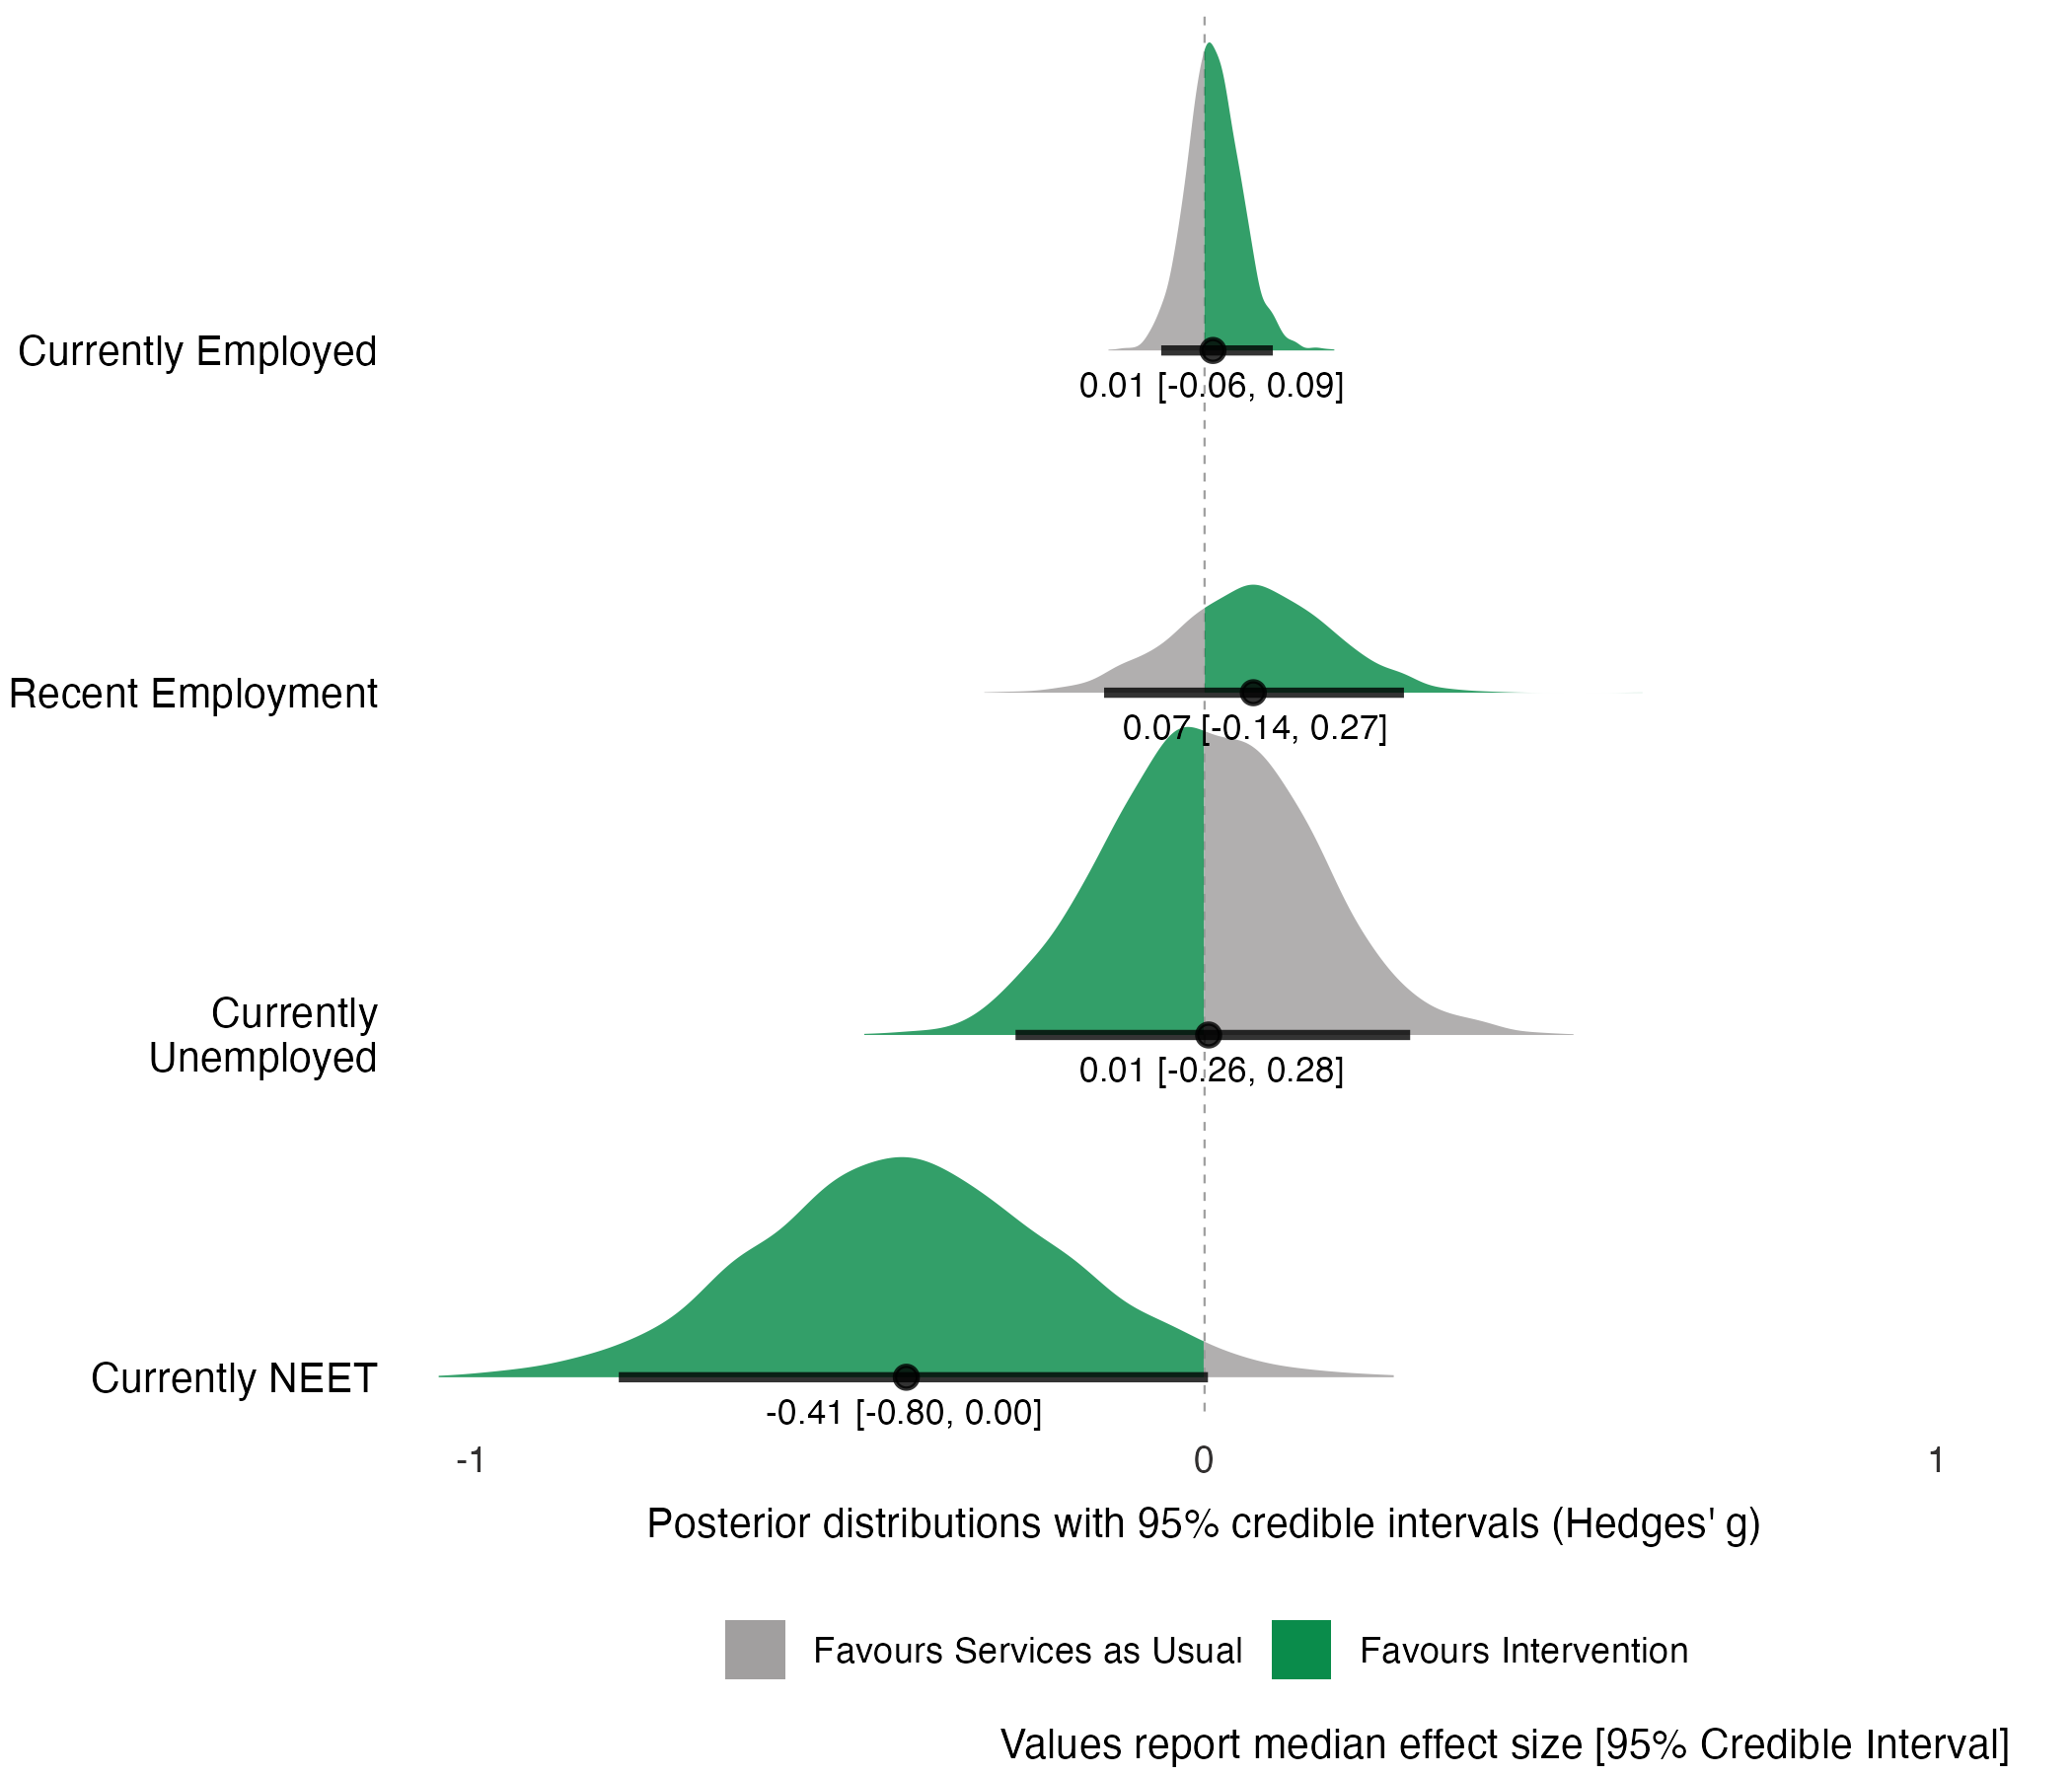 Currently Employed
0.01 [-0.06, 0.09]
Recent Employment
0.07 [-0.14, 0.27]
Currently
Unemployed
0.01 [-0.26, 0.28]
Currently NEET
-0.41 [-0.80, 0.00]
-1 0 1
Posterior distributions with 95% credible intervals (Hedges' g)
Favours Services as Usual Favours Intervention
Values report median effect size [95% Credible Interval]